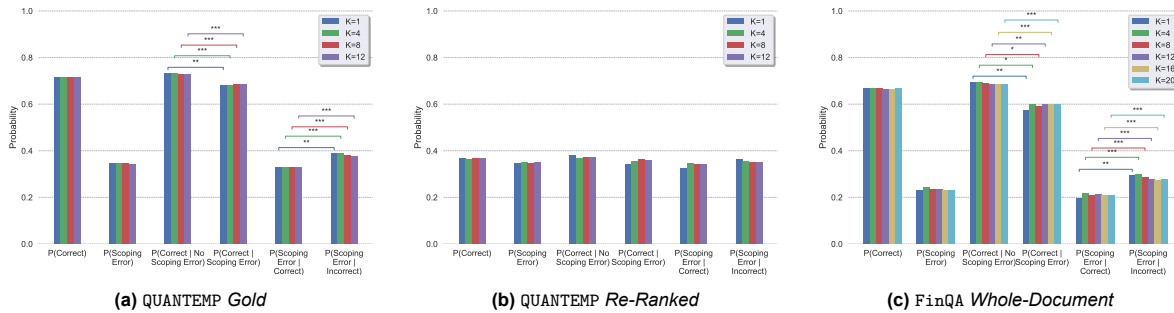 1.0
0.8
0.6
0.4
0.2
0.0
Probability
***
***
***
**
***
***
***
**
K=1
K=4
K=8
K=12
P(Correct)
P(Scoping
Error)
P(Correct | No
Scoping Error)
P(Correct |
Scoping Error)
P(Scoping
Error |
Correct)
P(Scoping
Error |
Incorrect)
(a) QUANTEMP Gold
1.0
0.8
0.6
0.4
0.2
0.0
Probability
K=1
K=4
K=8
K=12
P(Correct)
P(Scoping
Error)
P(Correct | No
Scoping Error)
P(Correct |
Scoping Error)
P(Scoping
Error |
Correct)
P(Scoping
Error |
Incorrect)
(b) QUANTEMP Re-Ranked
1.0
0.8
0.6
0.4
0.2
0.0
Probability
***
***
**
*
*
**
***
***
***
***
***
**
K=1
K=4
K=8
K=12
K=16
K=20
P(Correct)
P(Scoping
Error)
P(Correct | No
Scoping Error)
P(Correct |
Scoping Error)
P(Scoping
Error |
Correct)
P(Scoping
Error |
Incorrect)
(c) FinQA Whole-Document